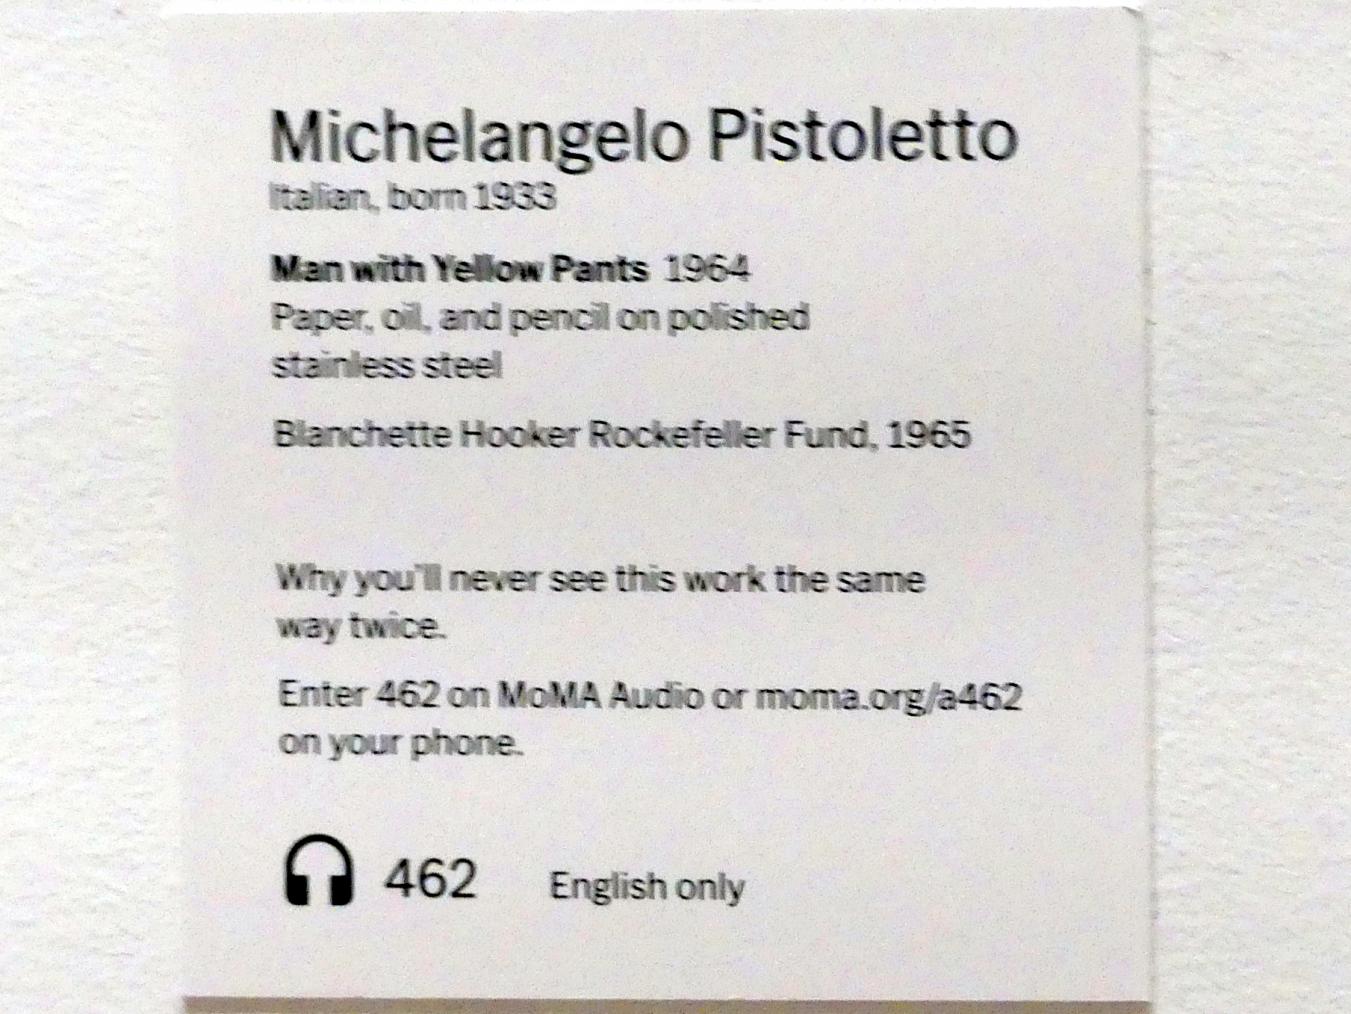 Michelangelo Pistoletto
Italian, born 1933
Man with Yellow Pants 1964
Paper, oil, and pencil on polished
stainless steel
Blanchette Hooker Rockefeller Fund, 1965
Why you'll never see this work the same
way twice.
Enter 462 on MoMA Audio or moma.org/a462
on your phone.
462 English only